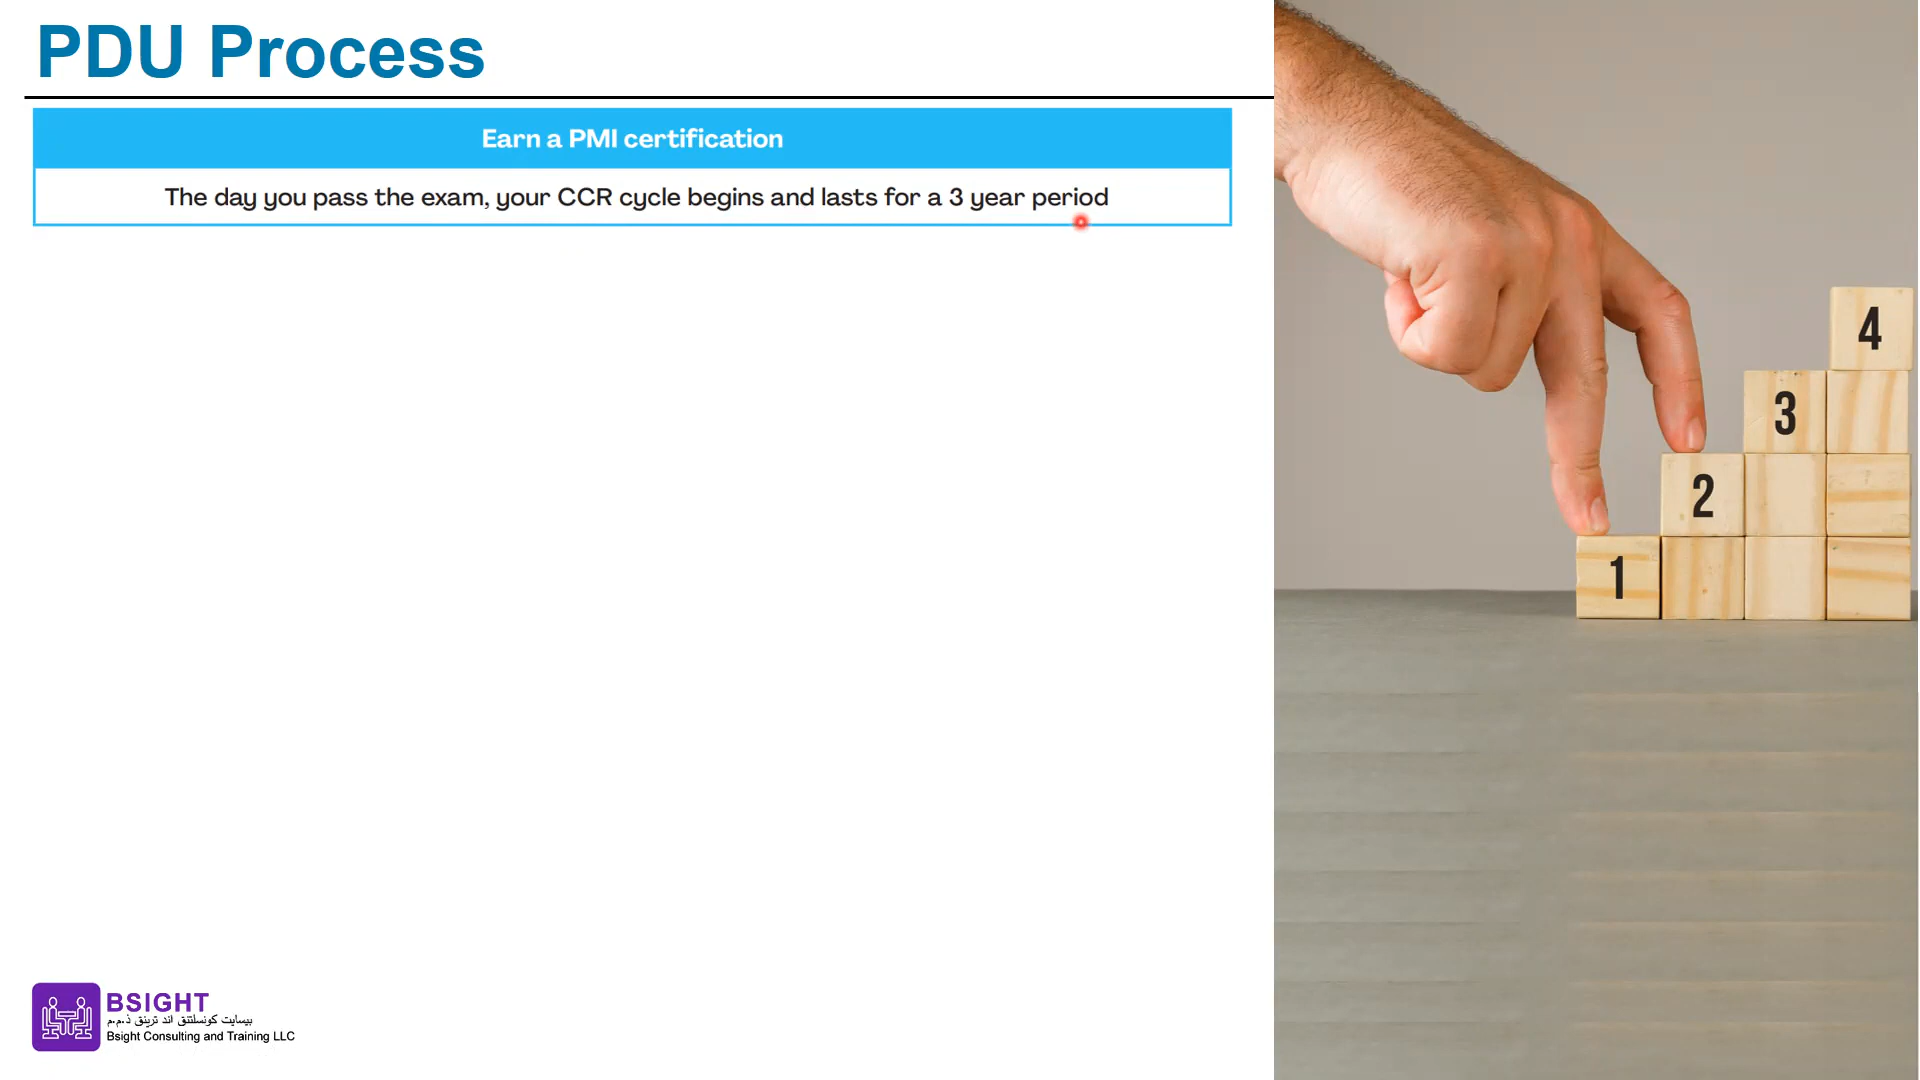 PDU Process
Earn a PMI certification
The day you pass the exam, your CCR cycle begins and lasts for a 3 year period
4
3
2
1
BSIGHT
بيسايت كونسلتنق اند ترينق ذ.م.م
Bsight Consulting and Training LLC